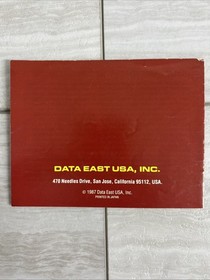 DATA EAST USA, INC.
470 Needles Drive, San Jose, California 95112, USA.
© 1987 Data East USA, Inc.
PRINTED IN JAPAN